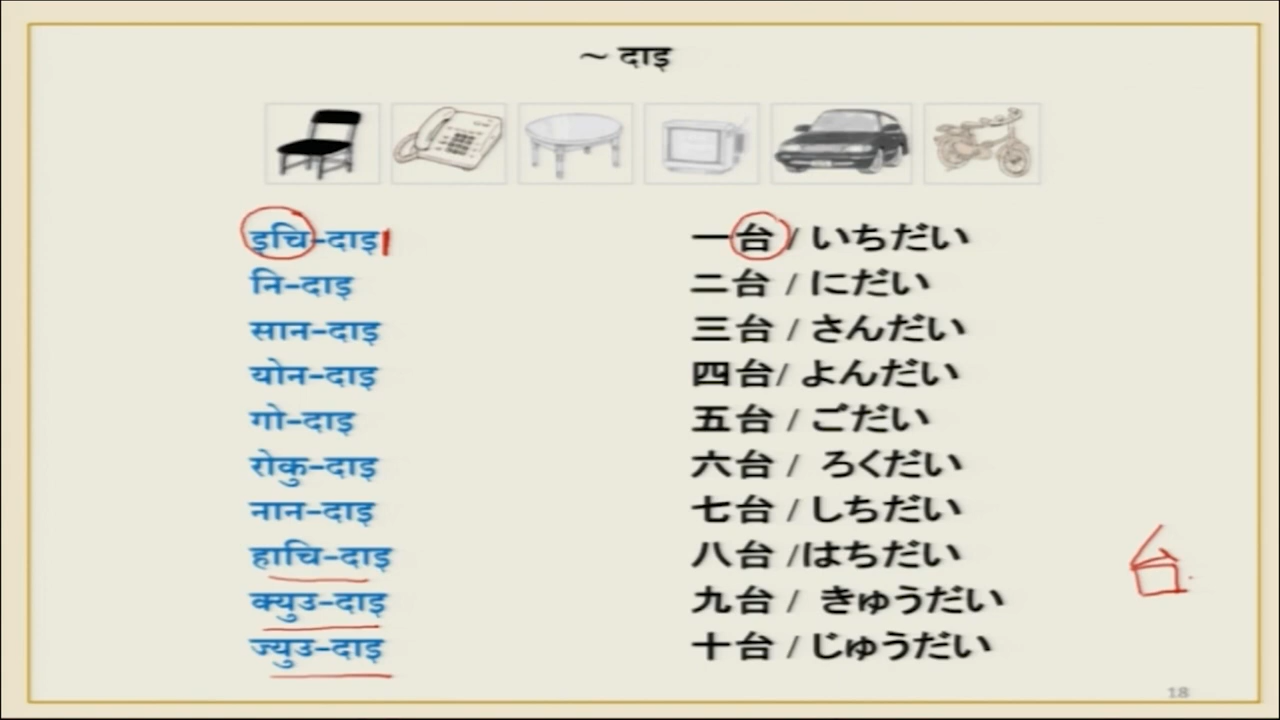 ~ दाइ
इचि-दाइ। 一台 / いちだい
नि-दाइ 二台 / にだい
सान-दाइ 三台 / さんだい
योन-दाइ 四台/ よんだい
गो-दाइ 五台 / ごだい
रोकु-दाइ 六台 / ろくだい
नान-दाइ 七台 / しちだい
हाचि-दाइ 八台 /はちだい
क्युउ-दाइ 九台 / きゅうだい
ज्युउ-दाइ 十台 / じゅうだい
台
18